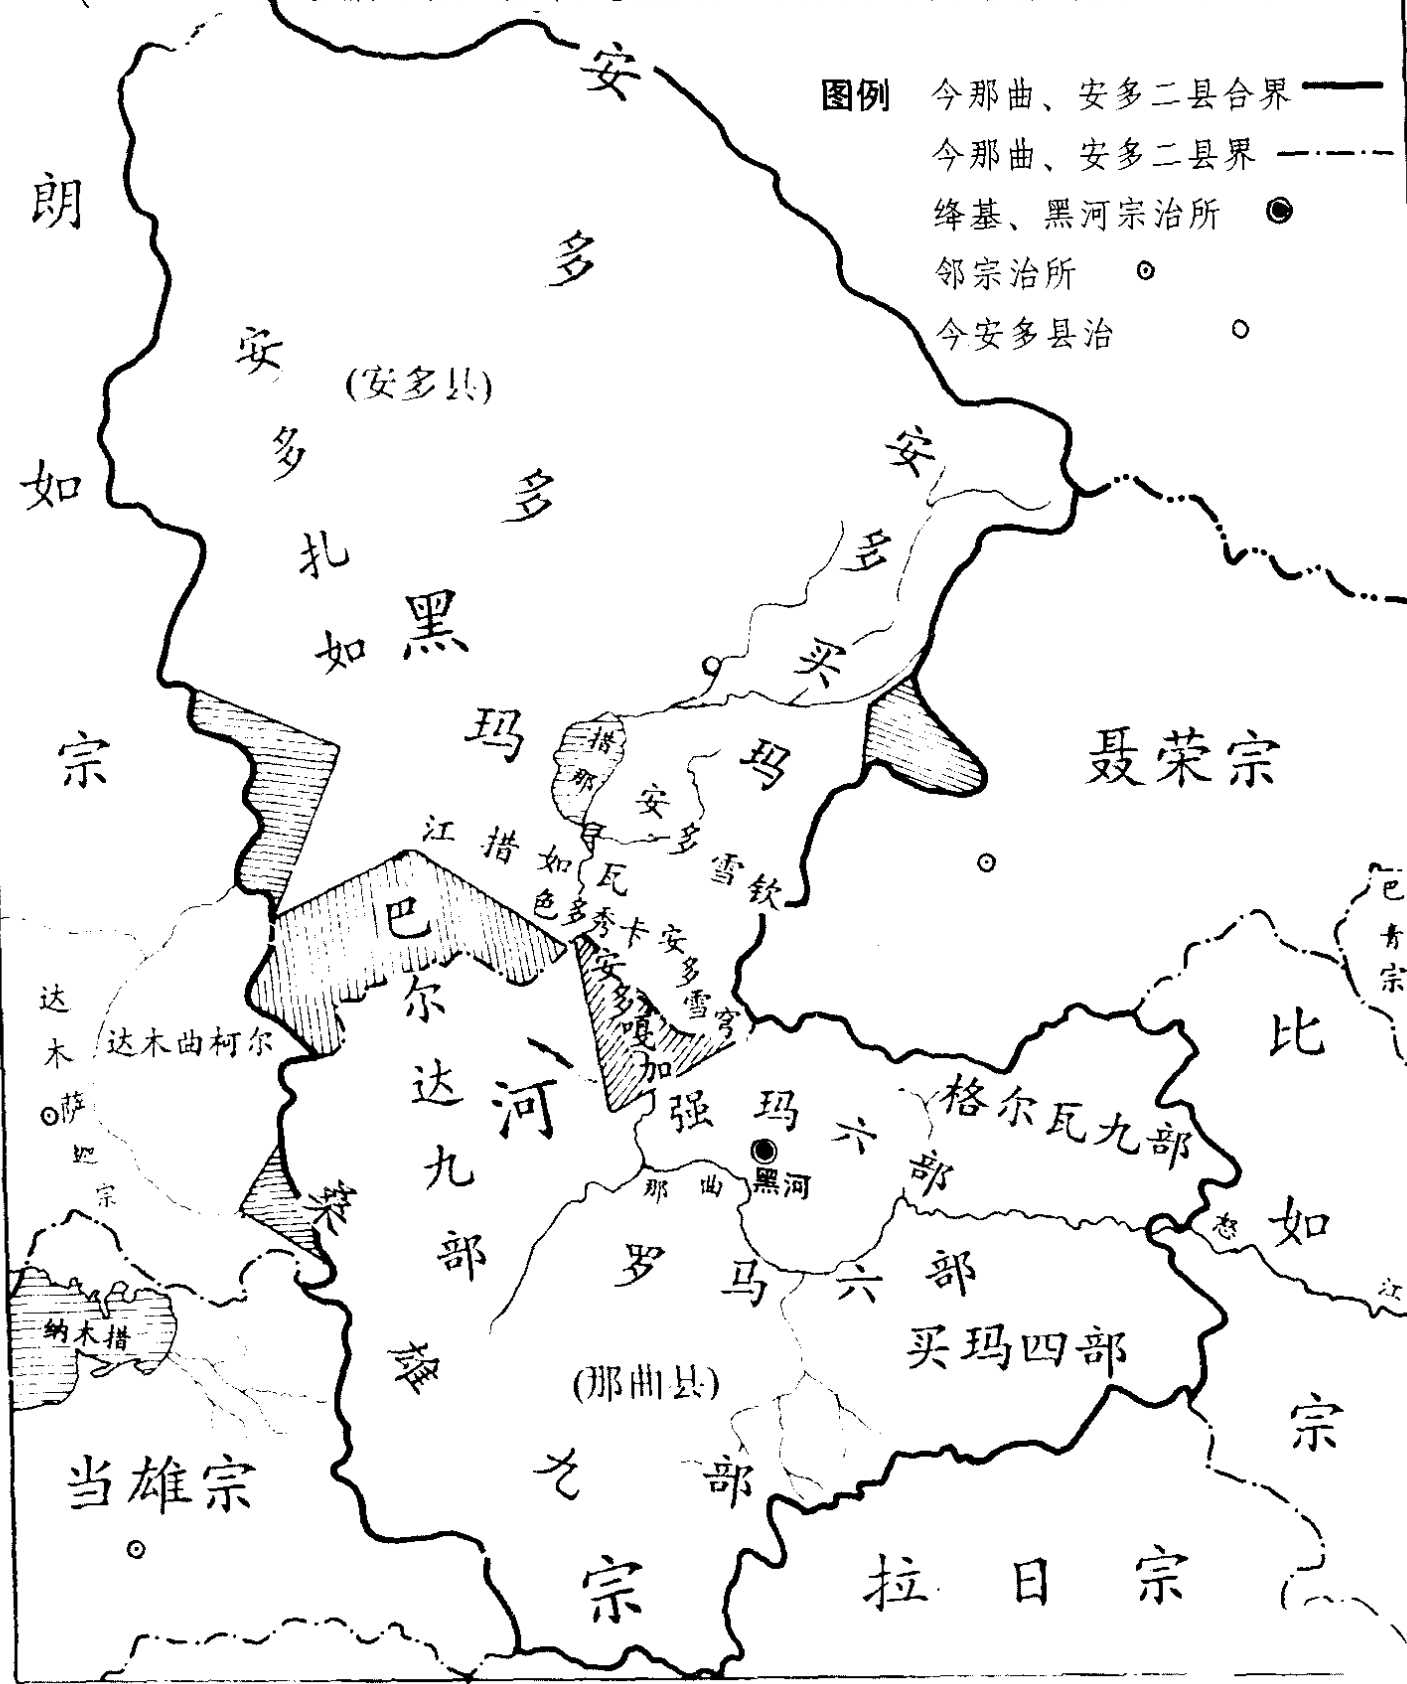 图例
今那曲、安多二县合界
今那曲、安多二县界
绛基、黑河宗治所
邻宗治所
今安多县治
朗如宗
安多多玛
安多扎如
(安多县)
安多买玛
黑河宗
聂荣宗
措那
江措如瓦
色多秀卡
安多雪钦
安多雪穹
安多嘎加
巴尔达九部
达木曲柯尔
达木萨迦宗
强玛六部
黑河
那曲
格尔瓦九部
巴青宗
比如宗
怒江
桑雄九部
罗马六部
买玛四部
(那曲县)
纳木措
当雄宗
拉日宗